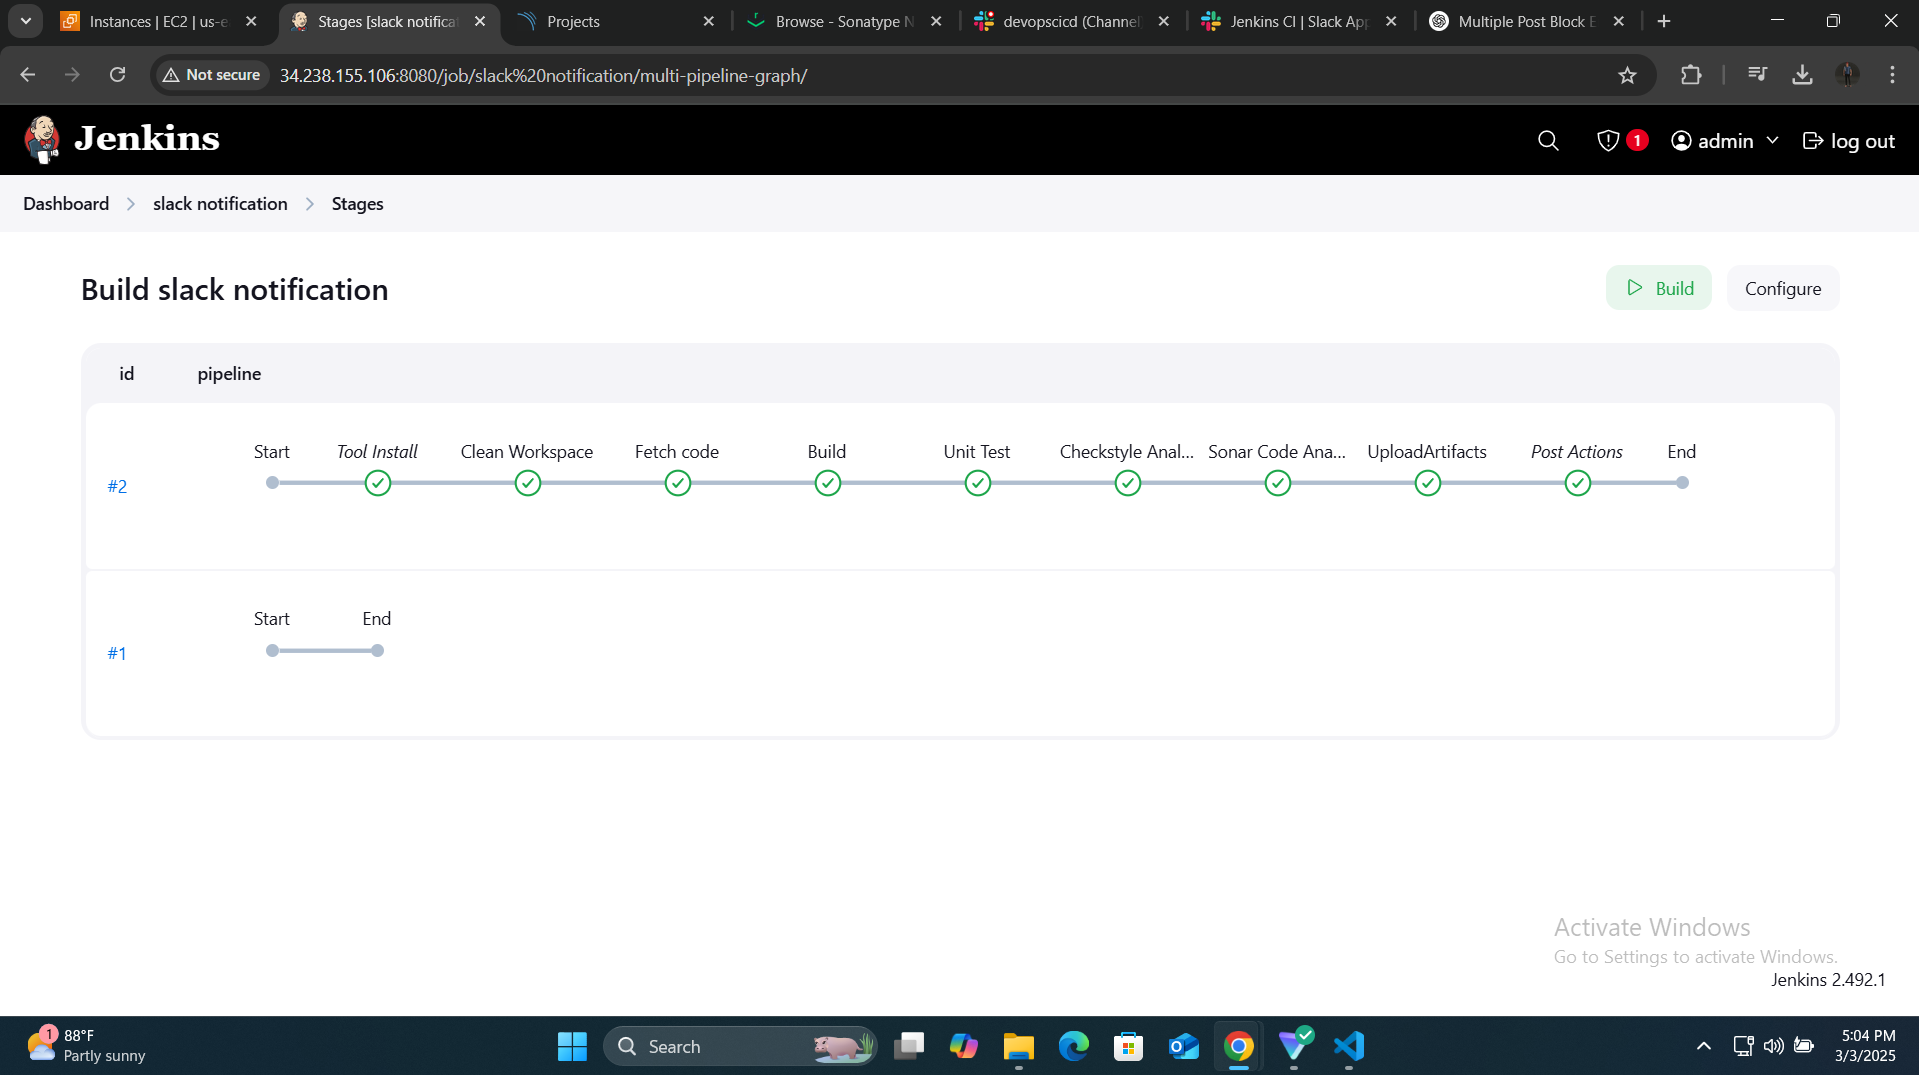 Instances | EC2 | us-e
Stages [slack notificat
Projects
Browse - Sonatype N
devopscicd (Channel
Jenkins CI | Slack App
Multiple Post Block E
Not secure
34.238.155.106:8080/job/slack%20notification/multi-pipeline-graph/
Jenkins
1
admin
log out
Dashboard
slack notification
Stages
Build slack notification
Build
Configure
id
pipeline
Start
Tool Install
Clean Workspace
Fetch code
Build
Unit Test
Checkstyle Anal...
Sonar Code Ana...
UploadArtifacts
Post Actions
End
#2
Start
End
#1
Activate Windows
Go to Settings to activate Windows.
Jenkins 2.492.1
1
88°F
Partly sunny
Search
5:04 PM
3/3/2025